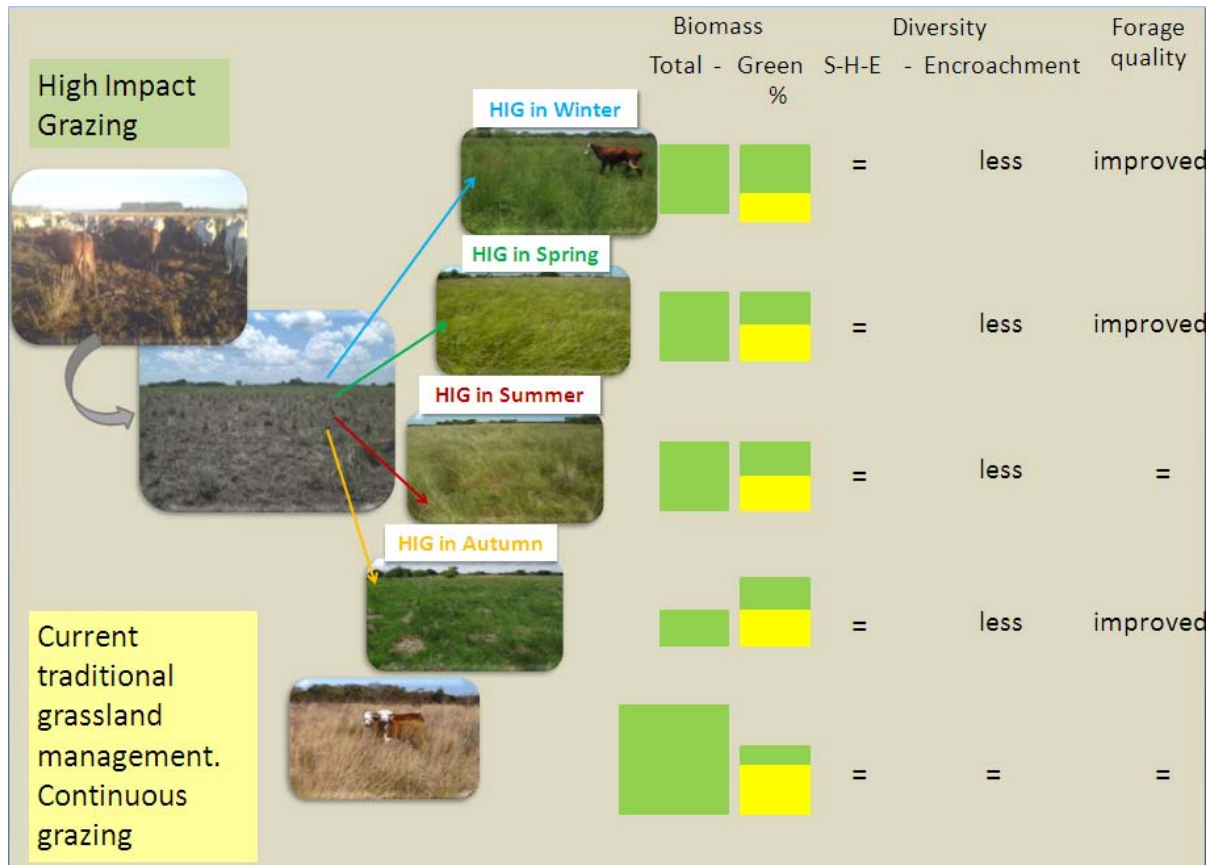 Biomass Diversity Forage quality
Total - Green % S-H-E - Encroachment
High Impact
Grazing
HIG in Winter
= less improved
HIG in Spring
= less improved
HIG in Summer
= less =
HIG in Autumn
= less improved
Current
traditional
grassland
management.
Continuous
grazing
= = =